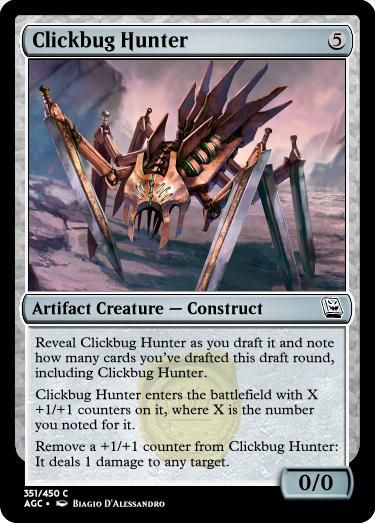 Clickbug Hunter 5
Artifact Creature — Construct
Reveal Clickbug Hunter as you draft it and note
how many cards you've drafted this draft round,
including Clickbug Hunter.
Clickbug Hunter enters the battlefield with X
+1/+1 counters on it, where X is the number
you noted for it.
Remove a +1/+1 counter from Clickbug Hunter:
It deals 1 damage to any target.
0/0
351/450 C
AGC • Biagio D'Alessandro